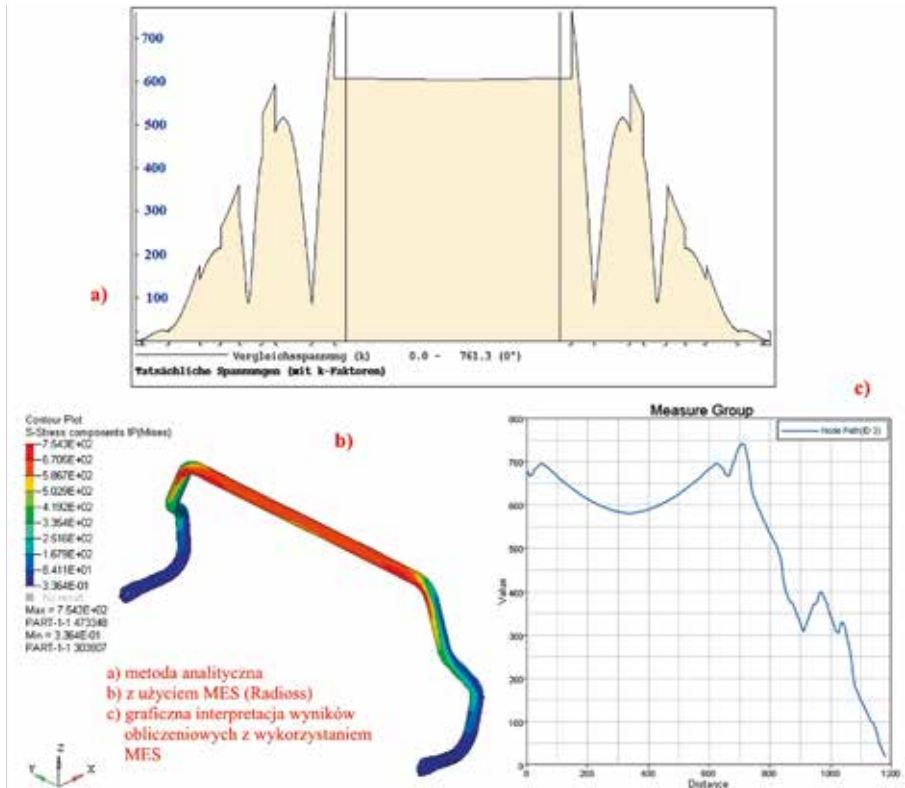 700
600
500
400
300
200
100
a)
Vergleichsspannung (k) 0.0 - 761.3 (0°)
Tatsächliche Spannungen (mit k-Faktoren)
c)
Contour Plot
S-Stress components IP(Mises)
7.543E+02
6.705E+02
5.867E+02
5.029E+02
4.192E+02
3.354E+02
2.516E+02
1.679E+02
8.411E+01
3.364E-01
No result
Max = 7.543E+02
PART-1-1 473348
Min = 3.364E-01
PART-1-1 303907
b)
a) metoda analityczna
b) z użyciem MES (Radioss)
c) graficzna interpretacja wyników
obliczeniowych z wykorzystaniem
MES
Z
Y
X
Measure Group
Node Path(ID 2)
800
700
600
500
400
300
200
100
0
Value
0 200 400 600 800 1000 1200
Distance